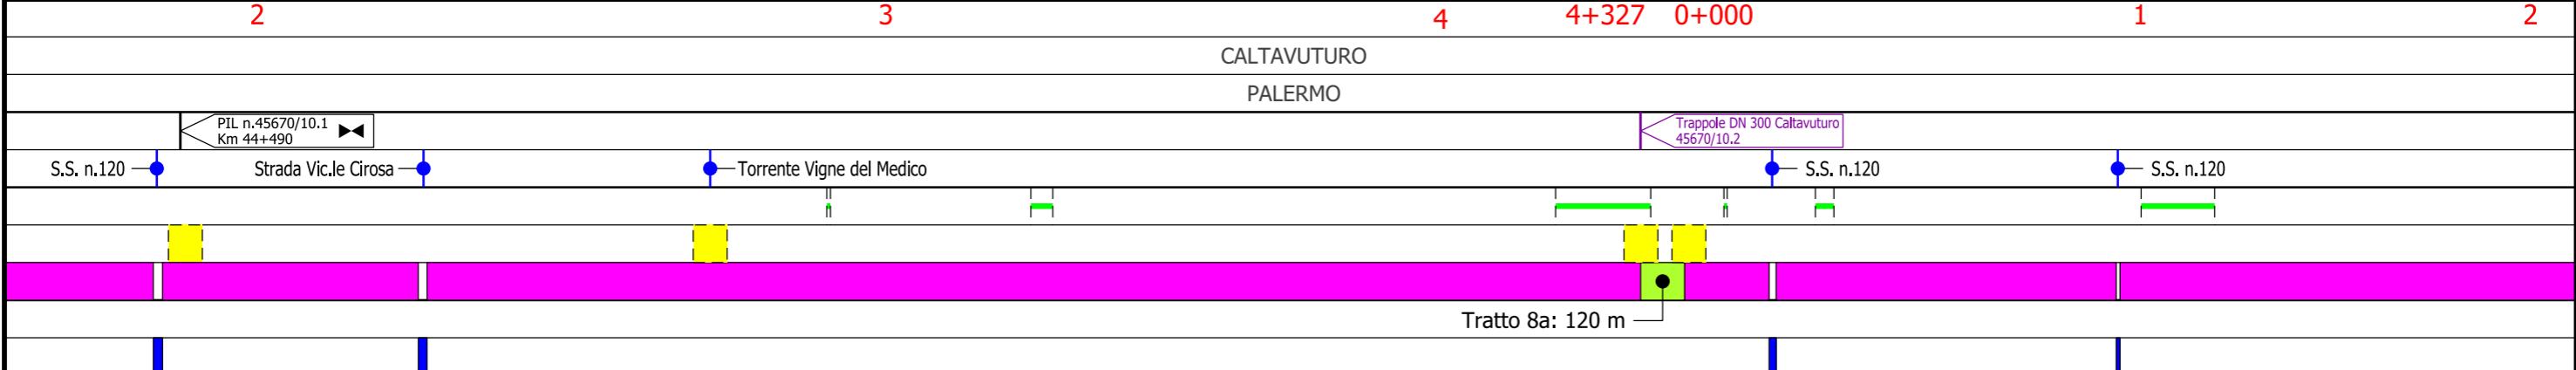 2 3 4 4+327 0+000 1 2
CALTAVUTURO
PALERMO
PIL n.45670/10.1
Km 44+490
Trappole DN 300 Caltavuturo
45670/10.2
S.S. n.120 Strada Vic.le Cirosa Torrente Vigne del Medico S.S. n.120 S.S. n.120
Tratto 8a: 120 m